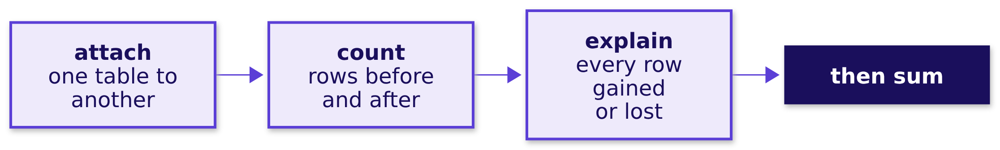 attach
one table to
another
count
rows before
and after
explain
every row
gained
or lost
then sum